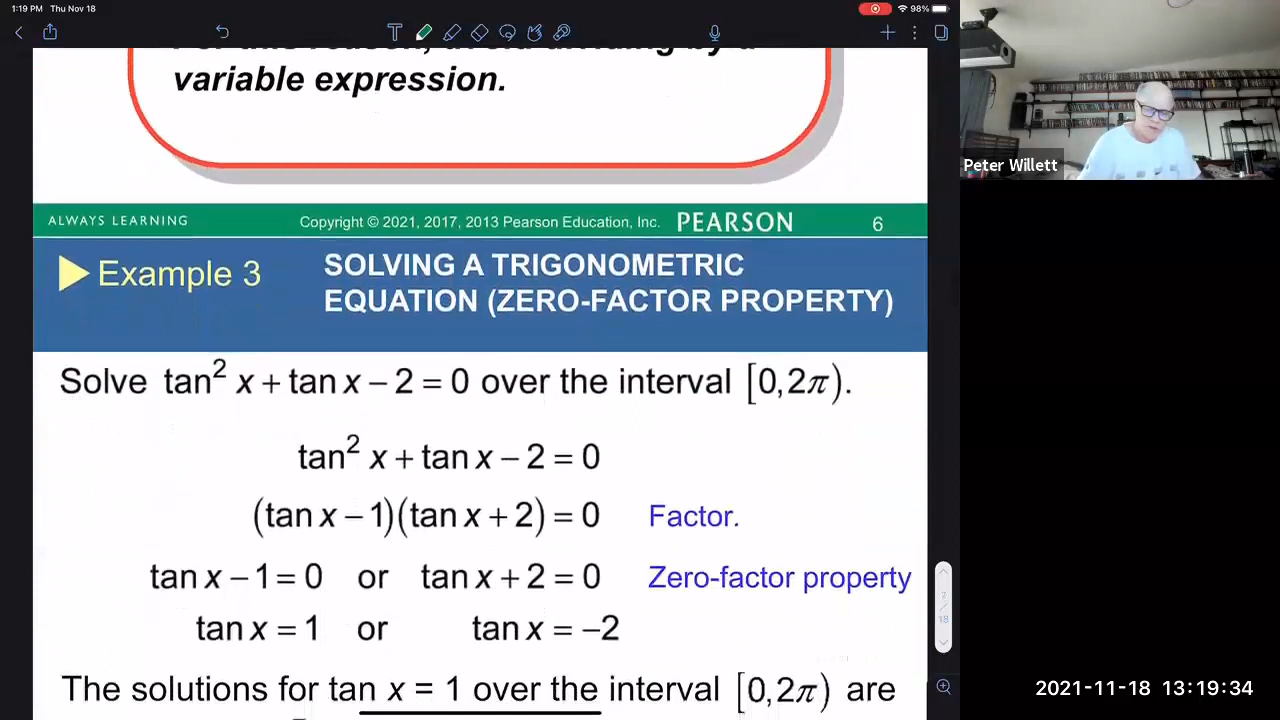 1:19 PM Thu Nov 18
98%
variable expression.
Peter Willett
ALWAYS LEARNING Copyright © 2021, 2017, 2013 Pearson Education, Inc. PEARSON 6
Example 3 SOLVING A TRIGONOMETRIC
EQUATION (ZERO-FACTOR PROPERTY)
Solve tan² x + tan x − 2 = 0 over the interval [0, 2π).
tan² x + tan x − 2 = 0
(tan x − 1)(tan x + 2) = 0 Factor.
tan x − 1 = 0 or tan x + 2 = 0 Zero-factor property
tan x = 1 or tan x = −2
7 / 18
The solutions for tan x = 1 over the interval [0, 2π) are
2021-11-18 13:19:34